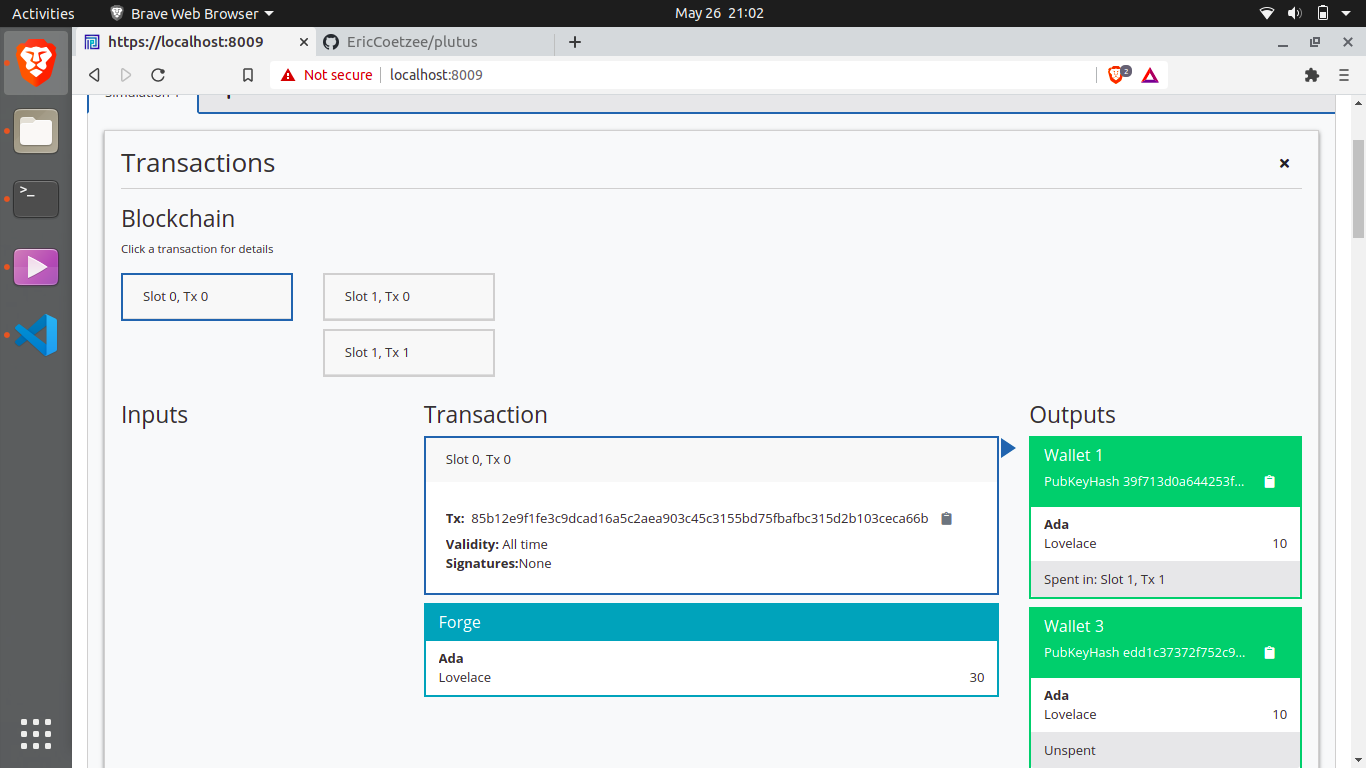 Activities
Brave Web Browser
May 26 21:02
https://localhost:8009
EricCoetzee/plutus
Not secure
localhost:8009
2
Simulation 1
Transactions
Blockchain
Click a transaction for details
Slot 0, Tx 0
Slot 1, Tx 0
Slot 1, Tx 1
Inputs
Transaction
Outputs
Slot 0, Tx 0
Tx: 85b12e9f1fe3c9dcad16a5c2aea903c45c3155bd75fbafbc315d2b103ceca66b
Validity: All time
Signatures:None
Forge
Ada
Lovelace 30
Wallet 1
PubKeyHash 39f713d0a644253f...
Ada
Lovelace 10
Spent in: Slot 1, Tx 1
Wallet 3
PubKeyHash edd1c37372f752c9...
Ada
Lovelace 10
Unspent